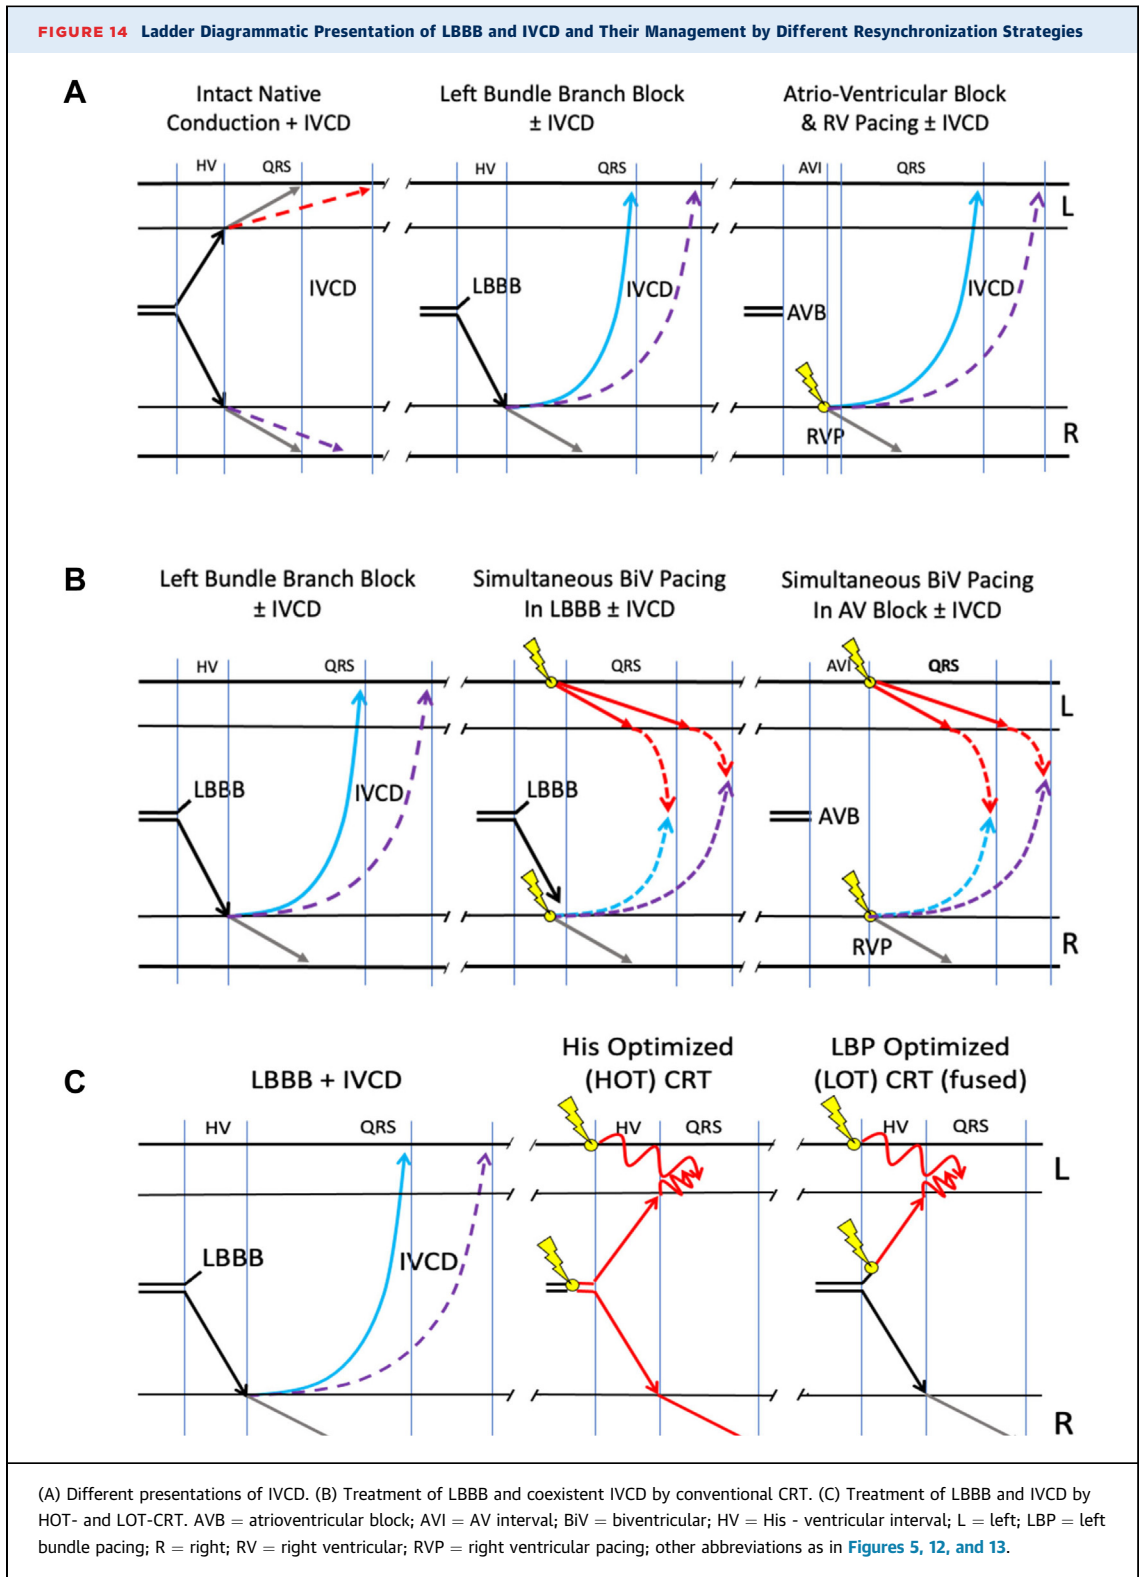 FIGURE 14 Ladder Diagrammatic Presentation of LBBB and IVCD and Their Management by Different Resynchronization Strategies
A
Intact Native
Conduction + IVCD
Left Bundle Branch Block
± IVCD
Atrio-Ventricular Block
& RV Pacing ± IVCD
HV
QRS
HV
QRS
AVI
QRS
L
IVCD
LBBB
IVCD
AVB
IVCD
RVP
R
B
Left Bundle Branch Block
± IVCD
Simultaneous BiV Pacing
In LBBB ± IVCD
Simultaneous BiV Pacing
In AV Block ± IVCD
HV
QRS
QRS
AVI
QRS
L
LBBB
IVCD
LBBB
AVB
RVP
R
C
LBBB + IVCD
His Optimized
(HOT) CRT
LBP Optimized
(LOT) CRT (fused)
HV
QRS
HV
QRS
HV
QRS
L
LBBB
IVCD
R
(A) Different presentations of IVCD. (B) Treatment of LBBB and coexistent IVCD by conventional CRT. (C) Treatment of LBBB and IVCD by
HOT- and LOT-CRT. AVB = atrioventricular block; AVI = AV interval; BiV = biventricular; HV = His - ventricular interval; L = left; LBP = left
bundle pacing; R = right; RV = right ventricular; RVP = right ventricular pacing; other abbreviations as in Figures 5, 12, and 13.